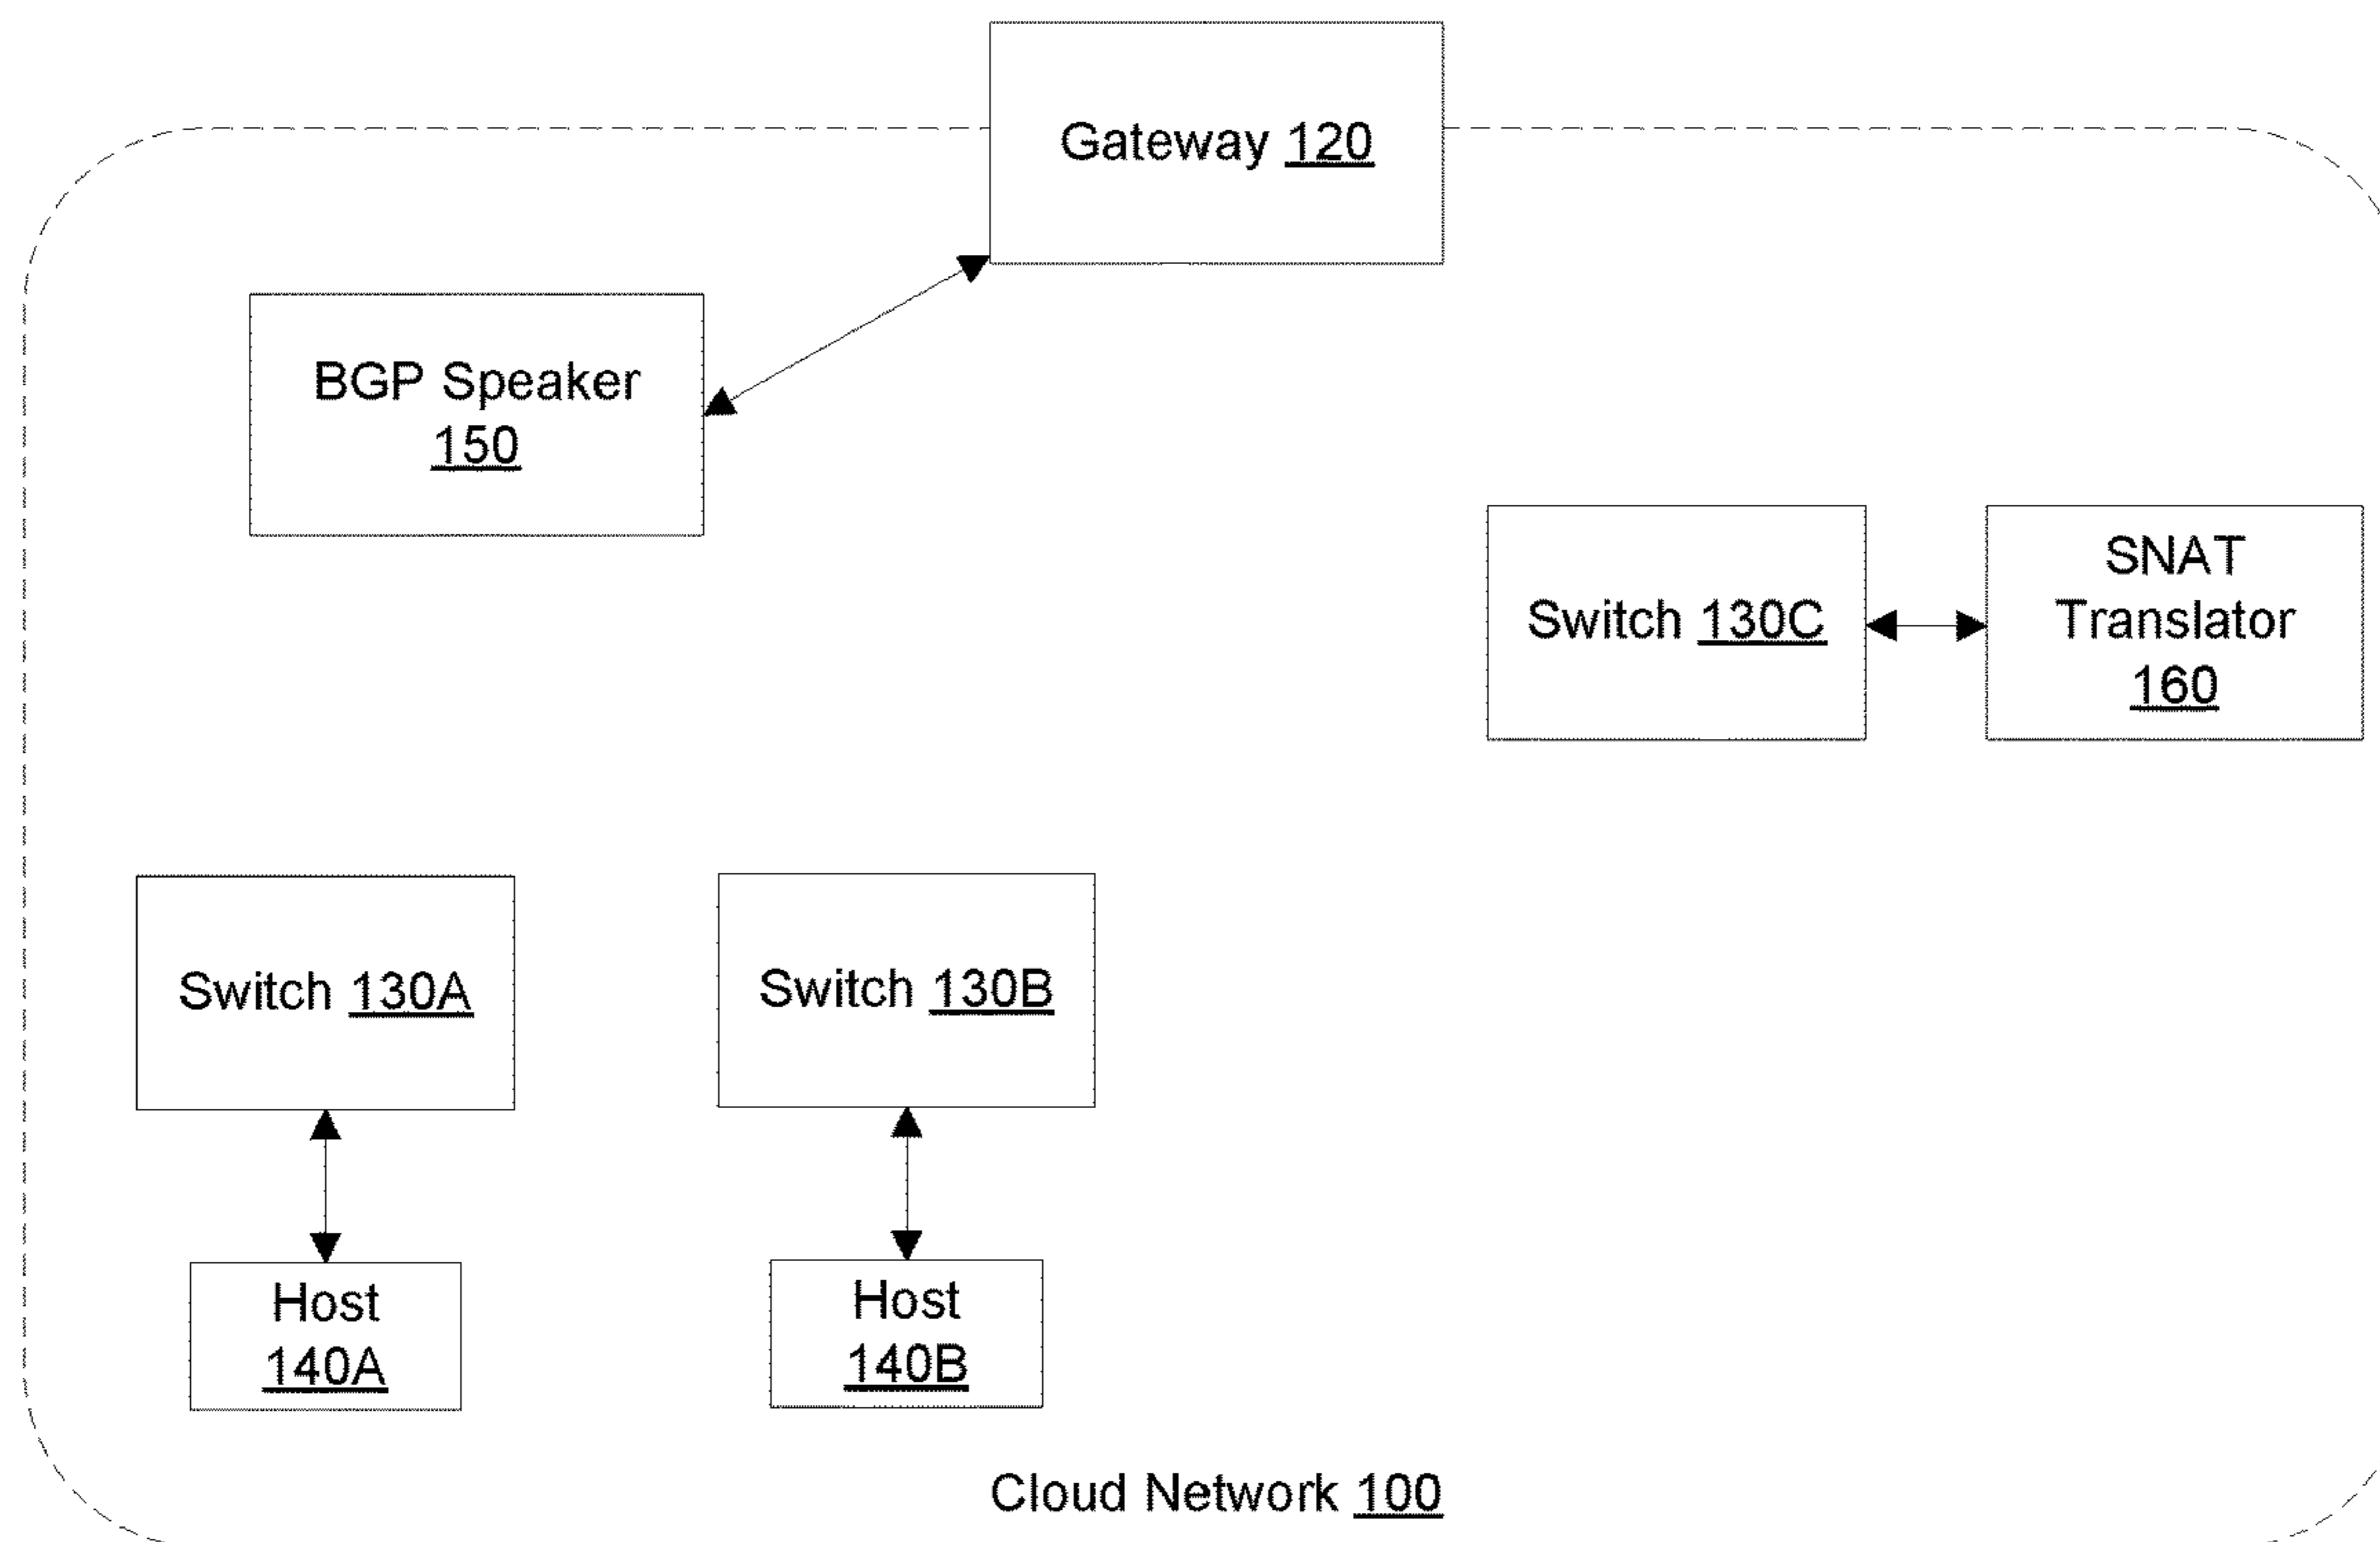 Gateway 120
BGP Speaker
150
Switch 130C
SNAT
Translator
160
Switch 130A
Switch 130B
Host
140A
Host
140B
Cloud Network 100